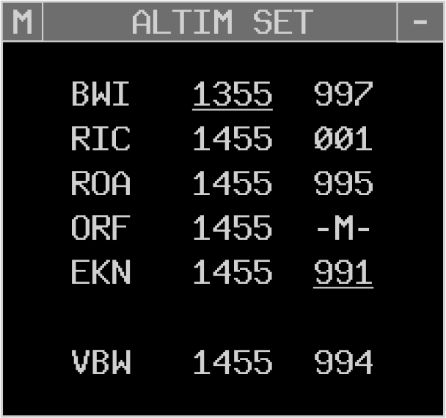 M ALTIM SET -
BWI 1355 997
RIC 1455 001
ROA 1455 995
ORF 1455 -M-
EKN 1455 991
VBW 1455 994